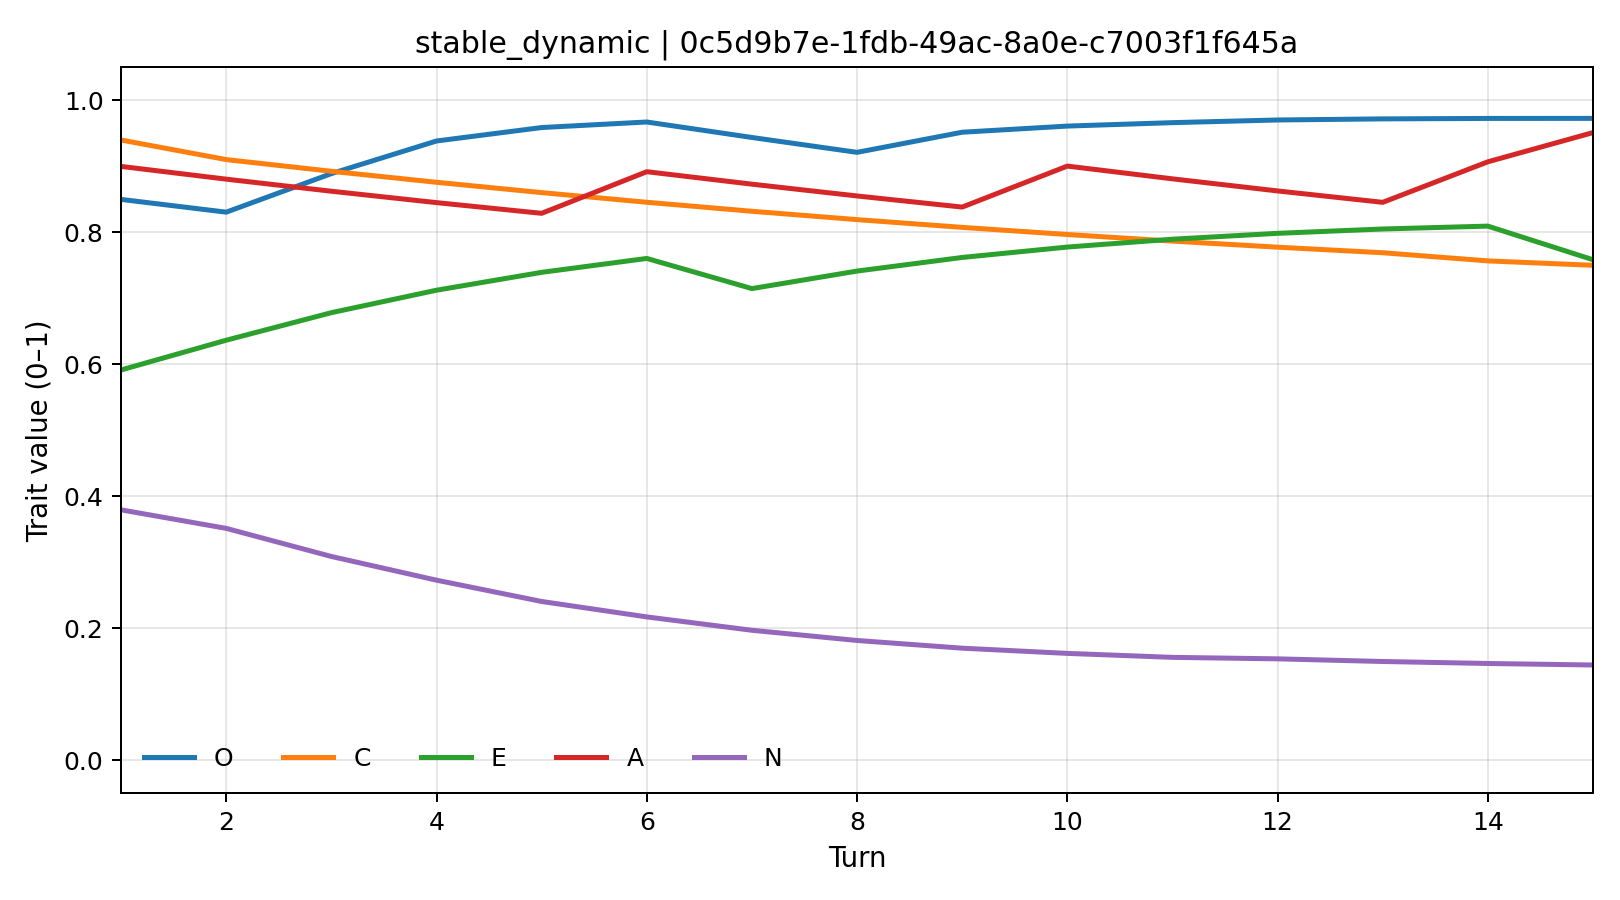 stable_dynamic | 0c5d9b7e-1fdb-49ac-8a0e-c7003f1f645a
1.0
0.8
0.6
0.4
0.2
0.0
Trait value (0–1)
O C E A N
2 4 6 8 10 12 14
Turn